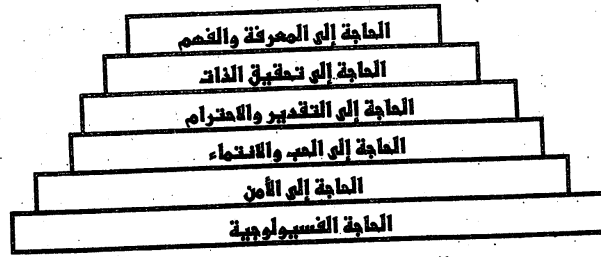 الحاجة إلى المعرفة والفهم
الحاجة إلى تحقيق الذات
الحاجة إلى التقدير والاحترام
الحاجة إلى الحب والانتماء
الحاجة إلى الأمن
الحاجة الفسيولوجية